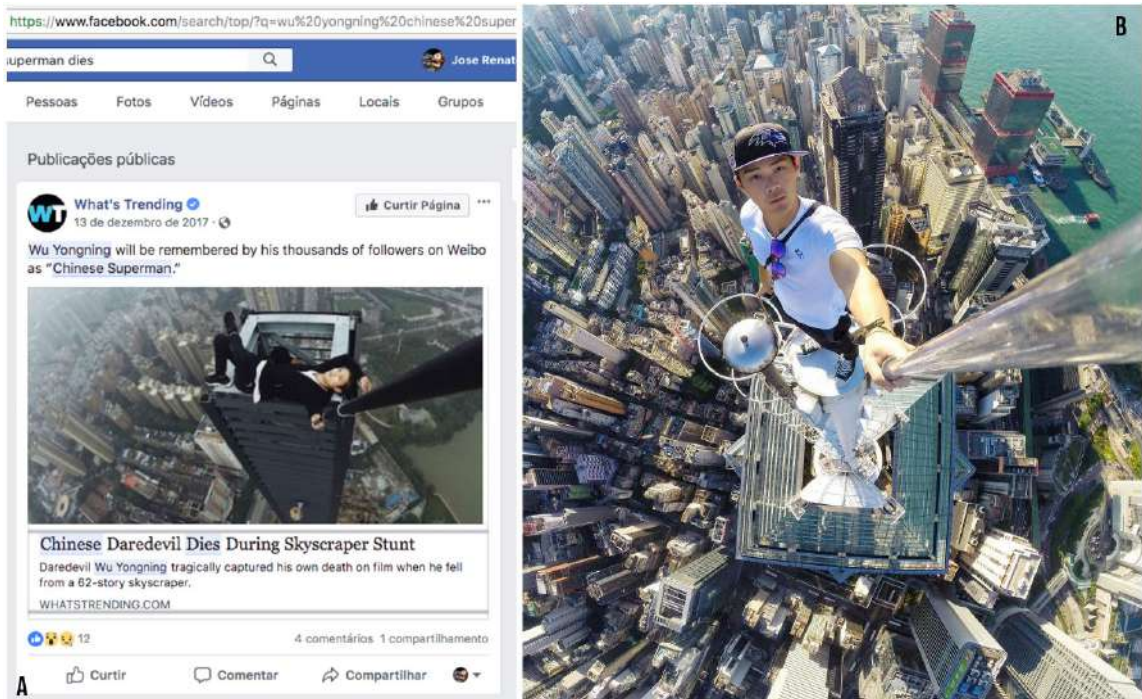 https://www.facebook.com/search/top/?q=wu%20yongning%20chinese%20super
superman dies
Jose Renat
Pessoas Fotos Vídeos Páginas Locais Grupos
Publicações públicas
WT
What's Trending
13 de dezembro de 2017
Curtir Página
Wu Yongning will be remembered by his thousands of followers on Weibo
as “Chinese Superman.”
Chinese Daredevil Dies During Skyscraper Stunt
Daredevil Wu Yongning tragically captured his own death on film when he fell
from a 62-story skyscraper.
WHATSTRENDING.COM
12
4 comentários 1 compartilhamento
Curtir Comentar Compartilhar
A
B